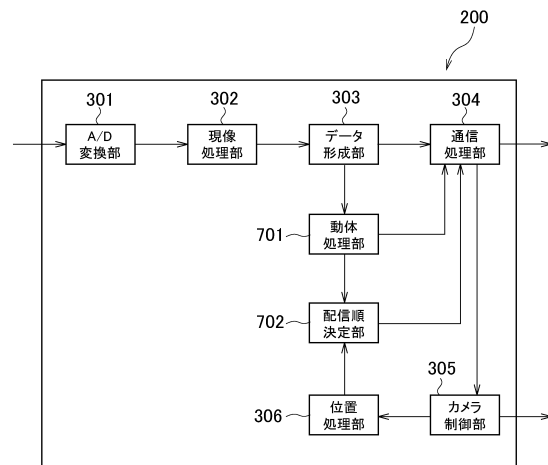 200
301
302
303
304
A/D
変換部
現像
処理部
データ
形成部
通信
処理部
701
動体
処理部
702
配信順
決定部
305
306
位置
処理部
カメラ
制御部